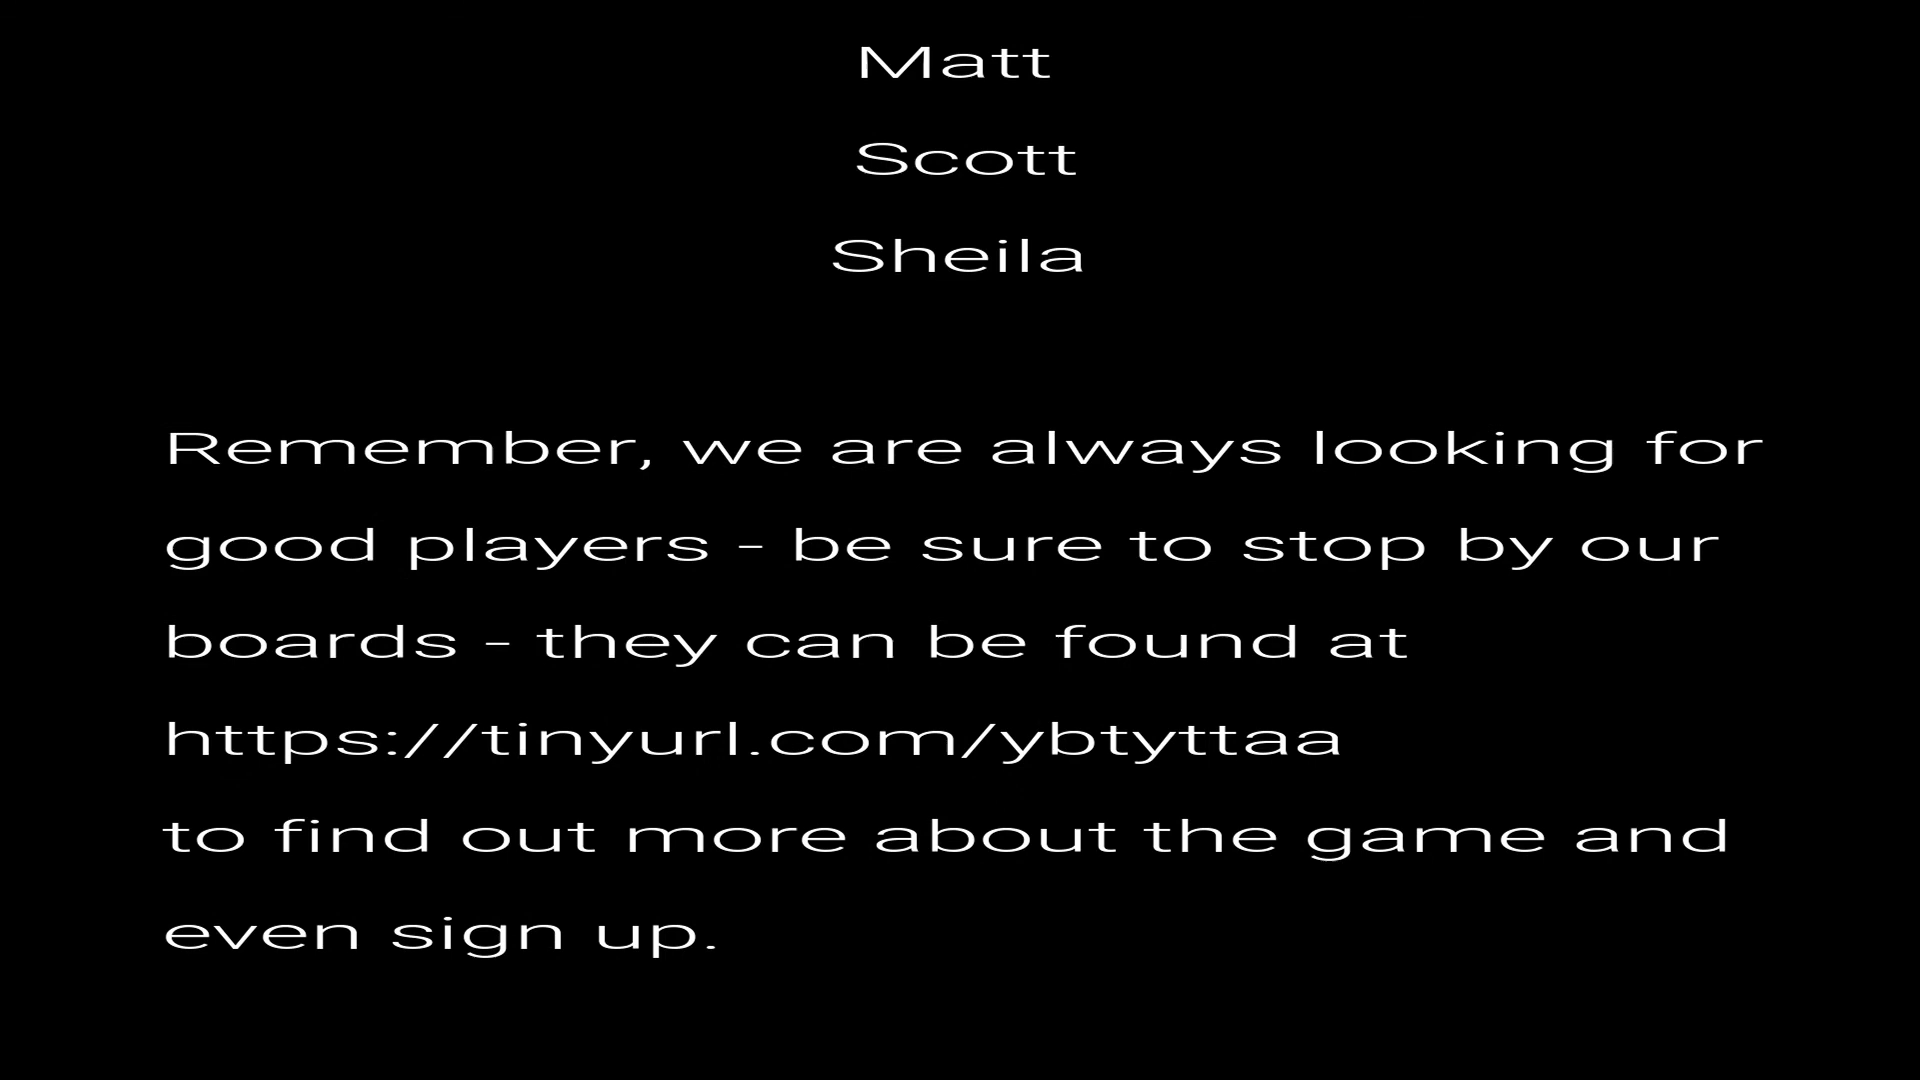 Matt
Scott
Sheila
Remember, we are always looking for
good players - be sure to stop by our
boards - they can be found at
https://tinyurl.com/ybtyttaa
to find out more about the game and
even sign up.